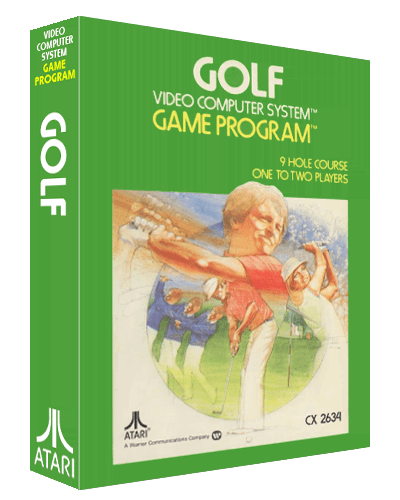 VIDEO
COMPUTER
SYSTEM
GAME
PROGRAM
GOLF
ATARI
GOLF
VIDEO COMPUTER SYSTEM™
GAME PROGRAM™
9 HOLE COURSE
ONE TO TWO PLAYERS
ATARI
A Warner Communications Company
CX 2634